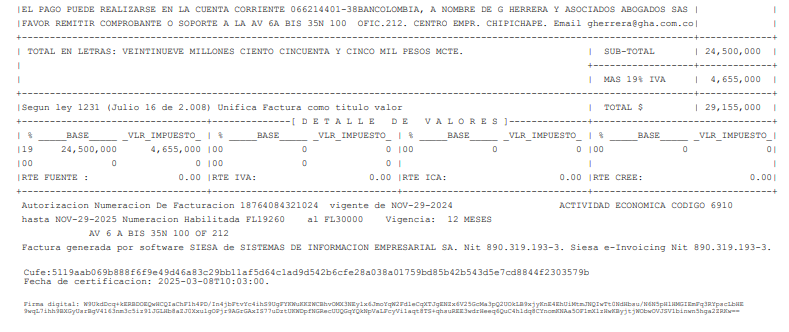 EL PAGO PUEDE REALIZARSE EN LA CUENTA CORRIENTE 066214401-38BANCOLOMBIA, A NOMBRE DE G HERRERA Y ASOCIADOS ABOGADOS SAS
FAVOR REMITIR COMPROBANTE O SOPORTE A LA AV 6A BIS 35N 100 OFIC.212. CENTRO EMPR. CHIPICHAPE. Email gherrera@gha.com.co
TOTAL EN LETRAS: VEINTINUEVE MILLONES CIENTO CINCUENTA Y CINCO MIL PESOS MCTE. SUB-TOTAL 24,500,000
MAS 19% IVA 4,655,000
Segun ley 1231 (Julio 16 de 2.008) Unifica Factura como titulo valor TOTAL $ 29,155,000
[ D E T A L L E D E V A L O R E S ]
% _____BASE_____ _VLR_IMPUESTO_ | % _____BASE_____ _VLR_IMPUESTO_ | % _____BASE_____ _VLR_IMPUESTO_ | % _____BASE_____ _VLR_IMPUESTO_
19 24,500,000 4,655,000 |00 0 0 |00 0 0 |00 0 0
00 0 0 |00 0 0
RTE FUENTE : 0.00 RTE IVA: 0.00 RTE ICA: 0.00 RTE CREE: 0.00
Autorizacion Numeracion De Facturacion 18764084321024 vigente de NOV-29-2024 ACTIVIDAD ECONOMICA CODIGO 6910
hasta NOV-29-2025 Numeracion Habilitada FL19260 al FL30000 Vigencia: 12 MESES
AV 6 A BIS 35N 100 OF 212
Factura generada por software SIESA de SISTEMAS DE INFORMACION EMPRESARIAL SA. Nit 890.319.193-3. Siesa e-Invoicing Nit 890.319.193-3.
Cufe:5119aab069b888f6f9e49d46a83c29bb11af5d64c1ad9d542b6cfe28a038a01759bd85b42b543d5e7cd8844f2303579b
Fecha de certificacion: 2025-03-08T10:03:00.
Firma digital: